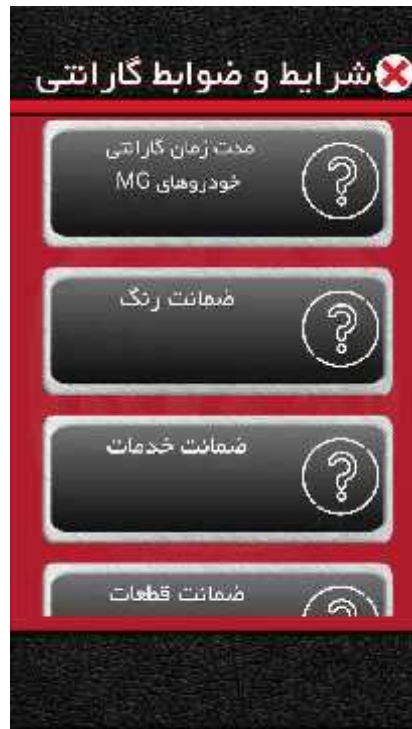 شرایط و ضوابط گارانتی
مدت زمان گارانتی
خودروهای MG
ضمانت رنگ
ضمانت خدمات
ضمانت قطعات